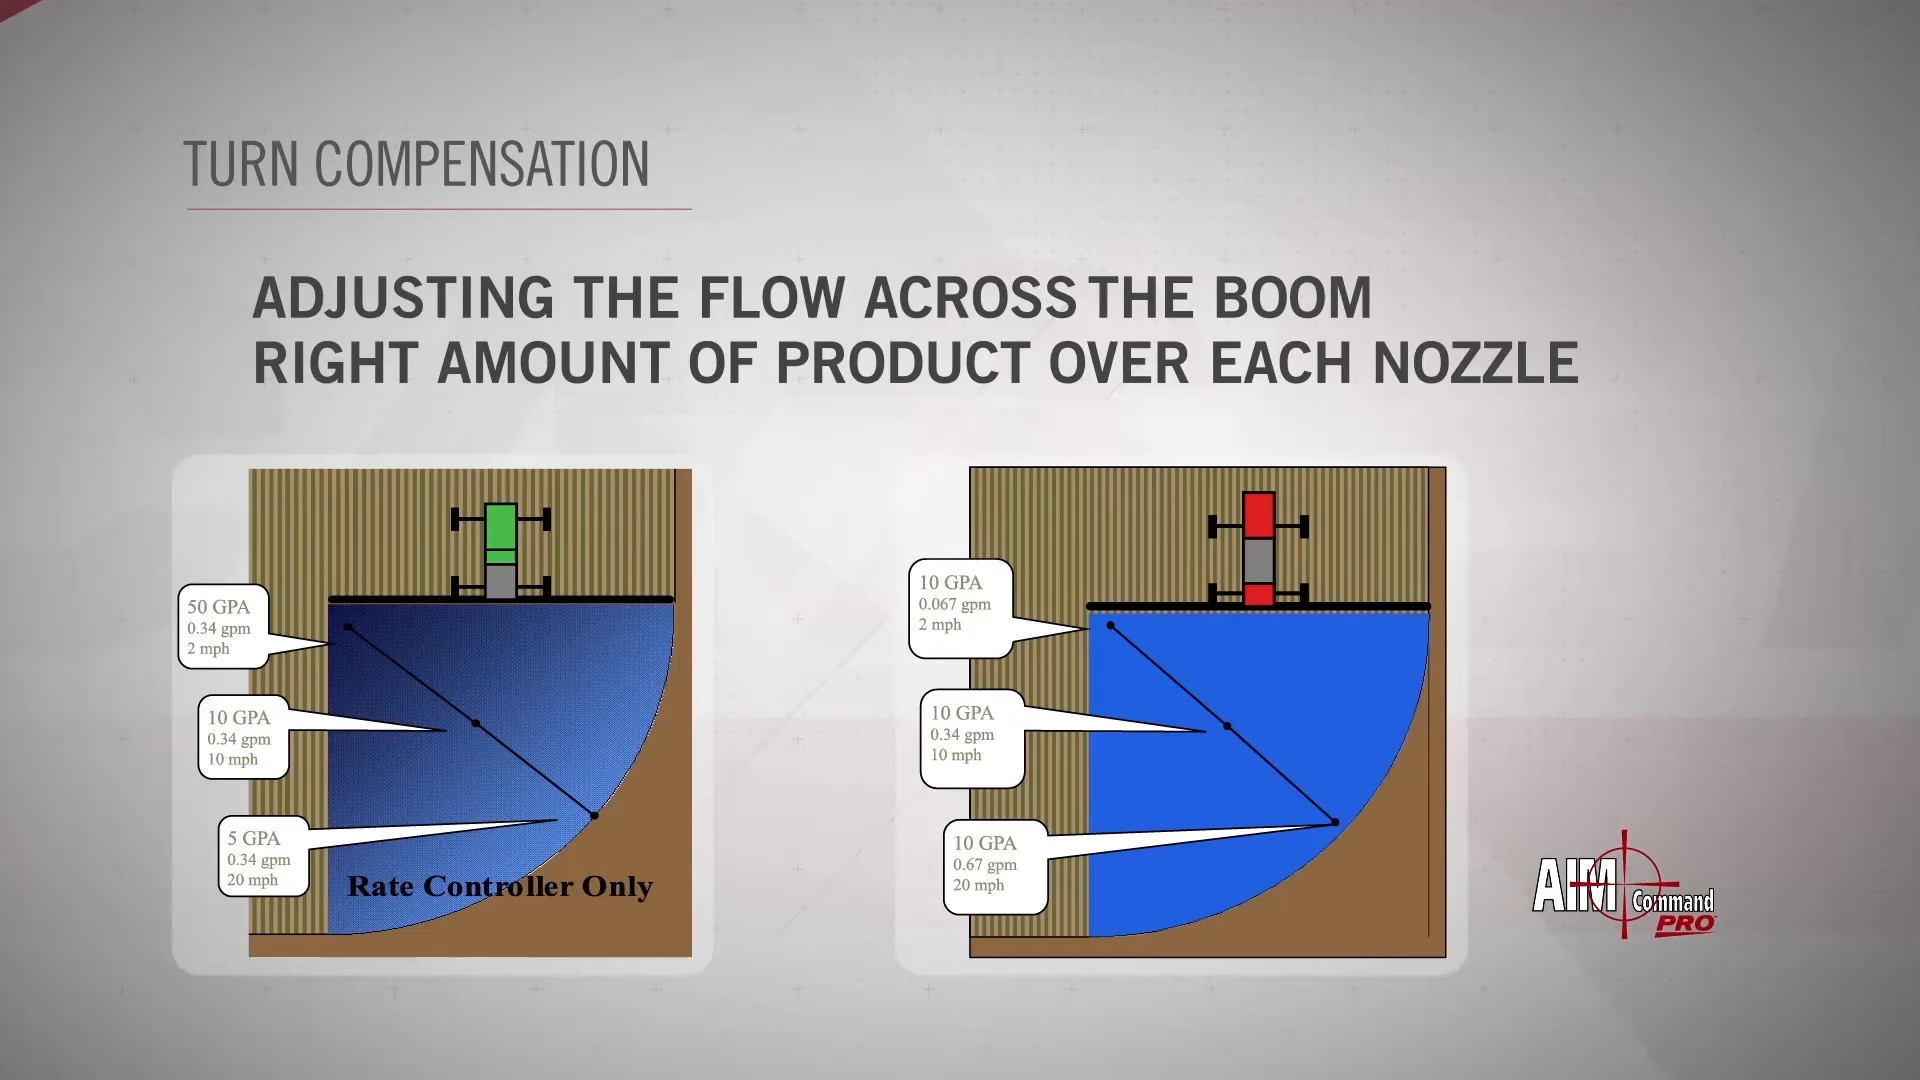 TURN COMPENSATION
ADJUSTING THE FLOW ACROSS THE BOOM
RIGHT AMOUNT OF PRODUCT OVER EACH NOZZLE
50 GPA
0.34 gpm
2 mph
10 GPA
0.34 gpm
10 mph
5 GPA
0.34 gpm
20 mph
Rate Controller Only
10 GPA
0.067 gpm
2 mph
10 GPA
0.34 gpm
10 mph
10 GPA
0.67 gpm
20 mph
AIM
Command
PRO